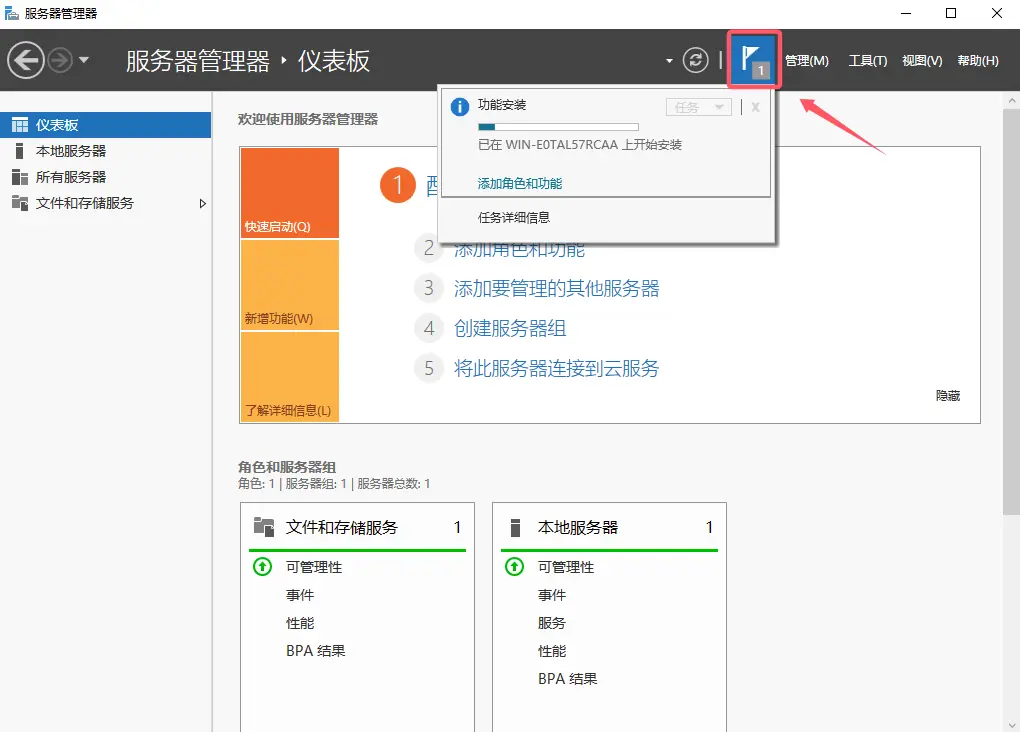 服务器管理器
服务器管理器 · 仪表板
1
管理(M)
工具(T)
视图(V)
帮助(H)
仪表板
本地服务器
所有服务器
文件和存储服务
欢迎使用服务器管理器
功能安装
任务
X
已在 WIN-E0TAL57RCAA 上开始安装
添加角色和功能
任务详细信息
快速启动(Q)
新增功能(W)
了解详细信息(L)
1
2 添加角色和功能
3 添加要管理的其他服务器
4 创建服务器组
5 将此服务器连接到云服务
隐藏
角色和服务器组
角色: 1 | 服务器组: 1 | 服务器总数: 1
文件和存储服务 1
可管理性
事件
性能
BPA 结果
本地服务器 1
可管理性
事件
服务
性能
BPA 结果